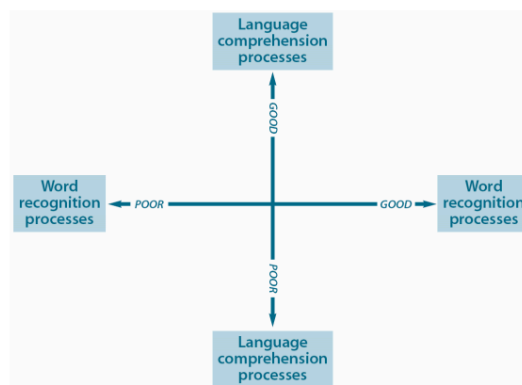 Language
comprehension
processes
GOOD
Word
recognition
processes
POOR
GOOD
Word
recognition
processes
POOR
Language
comprehension
processes